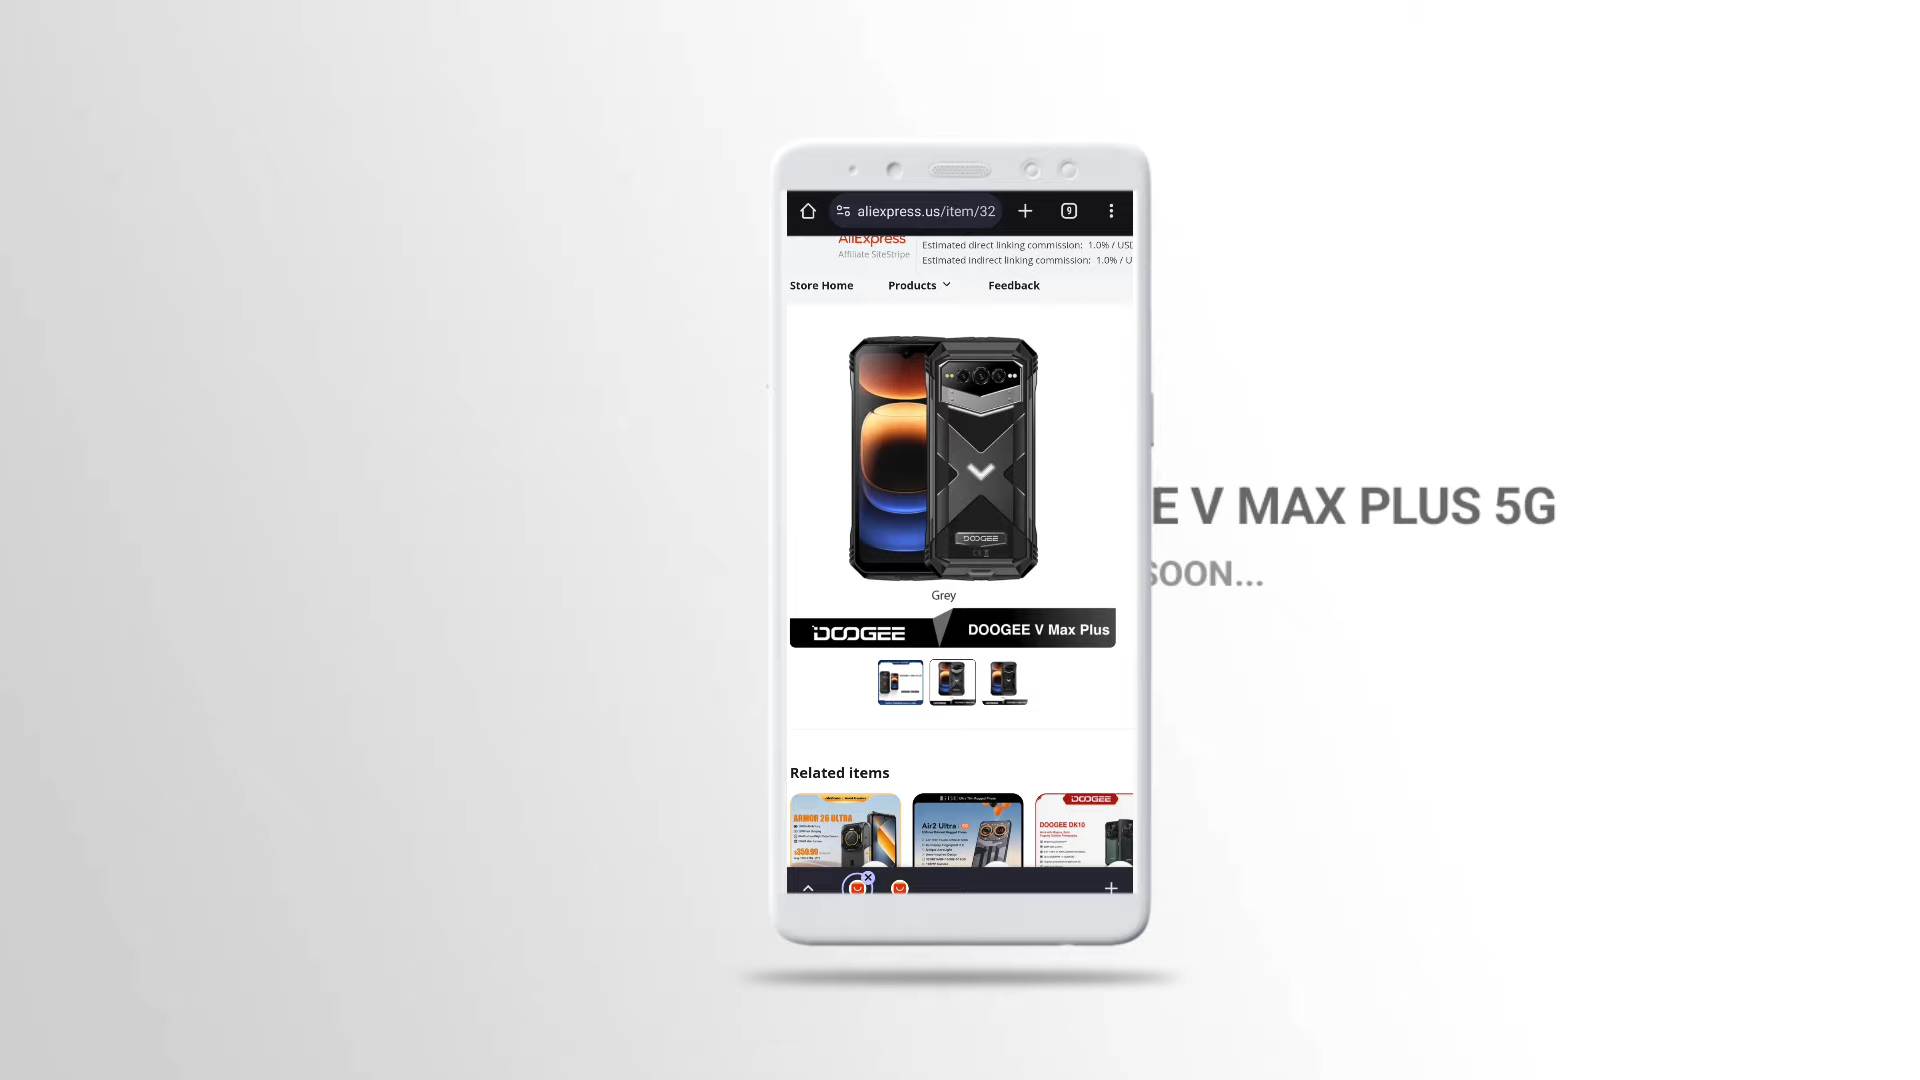 aliexpress.us/item/32
9
AliExpress
Affiliate SiteStripe
Estimated direct linking commission: 1.0% / USD
Estimated indirect linking commission: 1.0% / U
Store Home
Products
Feedback
DOOGEE
E V MAX PLUS 5G
SOON...
Grey
DOOGEE
DOOGEE V Max Plus
Related items
ARMOR 26 ULTRA
Air2 Ultra
DOOGEE
DOOGEE DK10